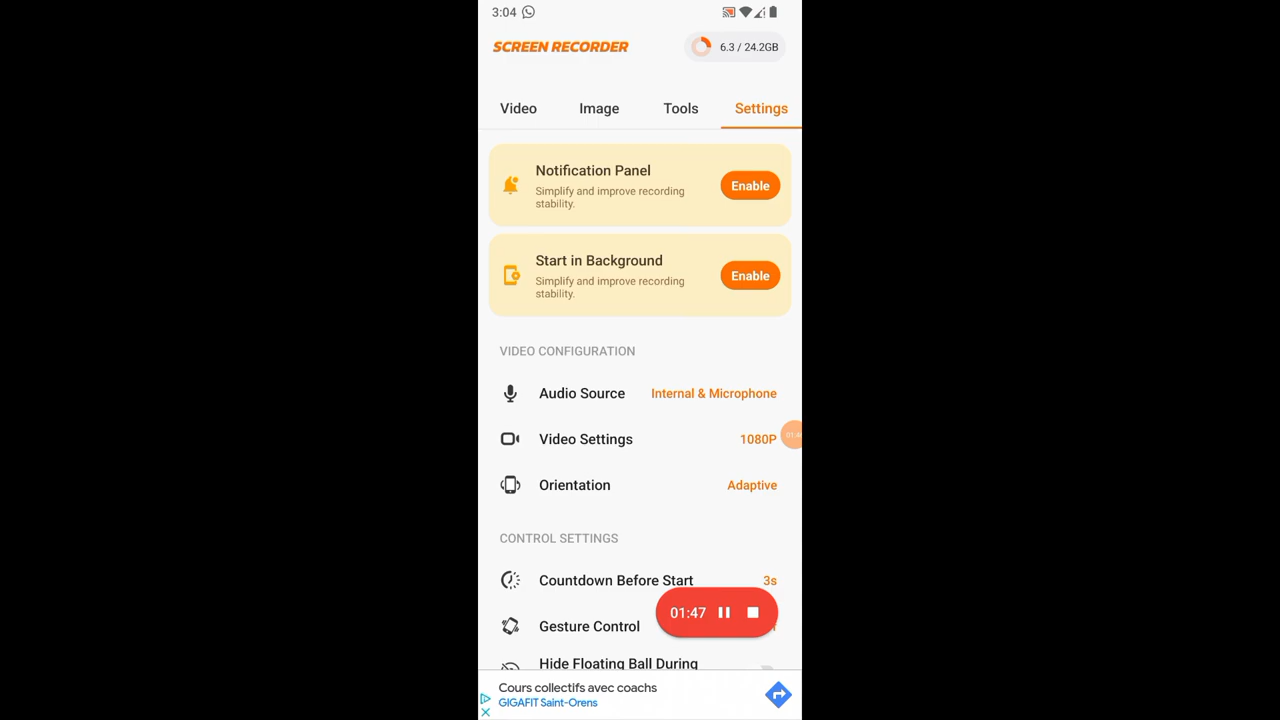 3:04
SCREEN RECORDER
6.3 / 24.2GB
Video
Image
Tools
Settings
Notification Panel
Simplify and improve recording
stability.
Enable
Start in Background
Simplify and improve recording
stability.
Enable
VIDEO CONFIGURATION
Audio Source
Internal & Microphone
Video Settings
1080P
Orientation
Adaptive
CONTROL SETTINGS
Countdown Before Start
3s
01:47
Gesture Control
Hide Floating Ball During
Cours collectifs avec coachs
GIGAFIT Saint-Orens